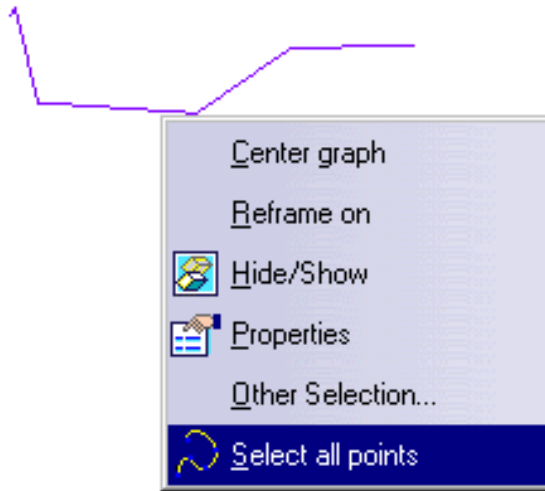 Center graph
Reframe on
Hide/Show
Properties
Other Selection...
Select all points